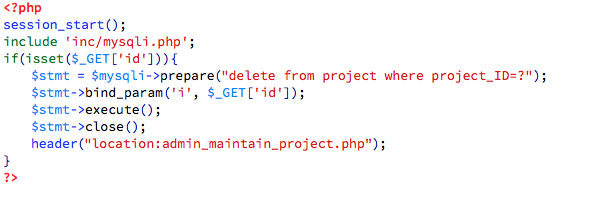 <?php
session_start();
include 'inc/mysqli.php';
if(isset($_GET['id'])){
    $stmt = $mysqli->prepare("delete from project where project_ID=?");
    $stmt->bind_param('i', $_GET['id']);
    $stmt->execute();
    $stmt->close();
    header("location:admin_maintain_project.php");
}
?>